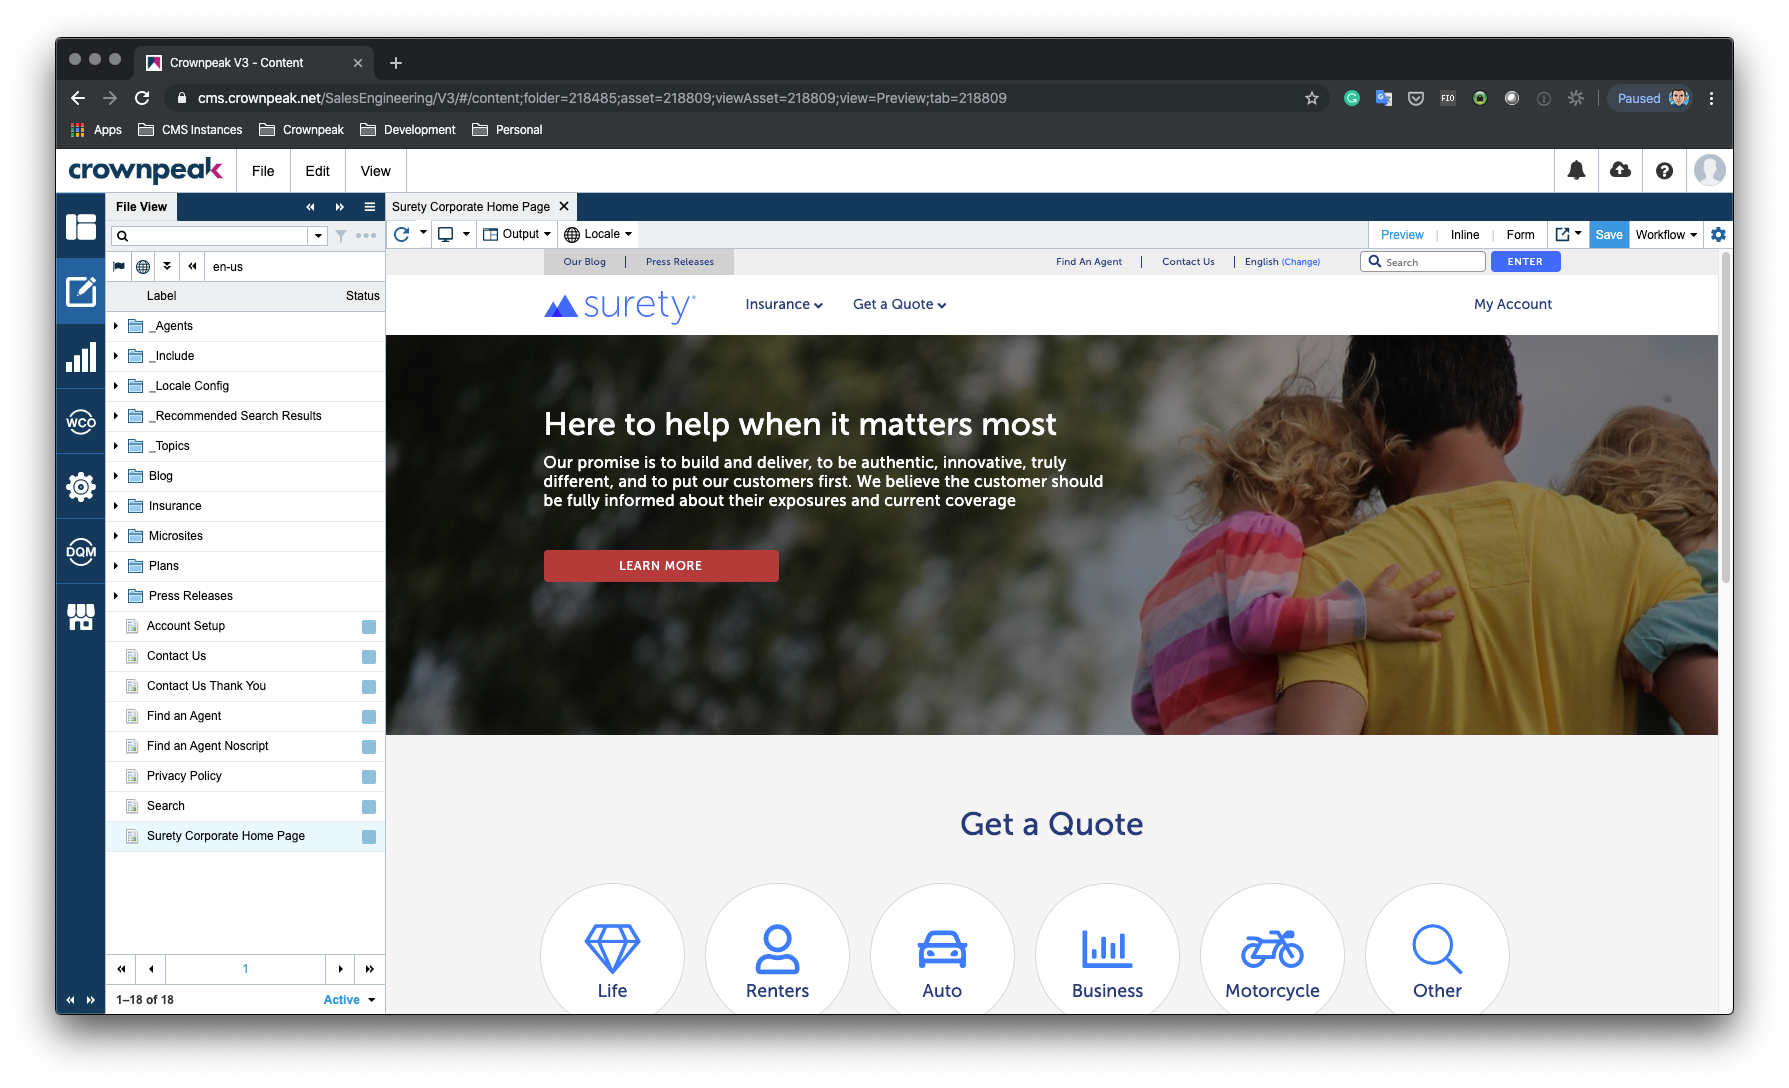 Crownpeak V3 - Content
cms.crownpeak.net/SalesEngineering/V3/#/content;folder=218485;asset=218809;viewAsset=218809;view=Preview;tab=218809
FIO
Paused
Apps
CMS Instances
Crownpeak
Development
Personal
crownpeak
File
Edit
View
File View
Surety Corporate Home Page
Output
Locale
Preview
Inline
Form
Save
Workflow
en-us
Label
Status
_Agents
_Include
_Locale Config
_Recommended Search Results
_Topics
Blog
Insurance
Microsites
Plans
Press Releases
Account Setup
Contact Us
Contact Us Thank You
Find an Agent
Find an Agent Noscript
Privacy Policy
Search
Surety Corporate Home Page
1
1–18 of 18
Active
WCO
DQM
Our Blog
Press Releases
Find An Agent
Contact Us
English (Change)
Search
ENTER
surety
Insurance
Get a Quote
My Account
Here to help when it matters most
Our promise is to build and deliver, to be authentic, innovative, truly
different, and to put our customers first. We believe the customer should
be fully informed about their exposures and current coverage
LEARN MORE
Get a Quote
Life
Renters
Auto
Business
Motorcycle
Other